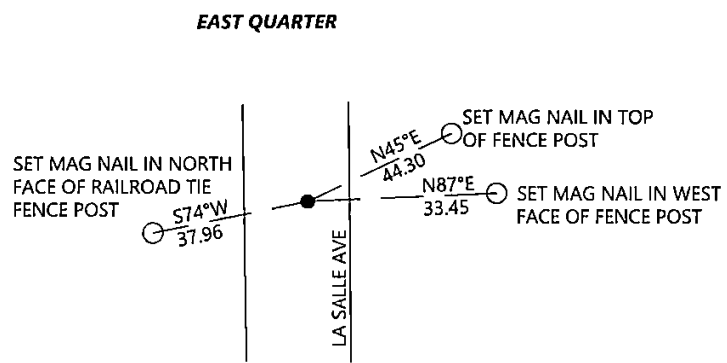 EAST QUARTER
SET MAG NAIL IN NORTH
FACE OF RAILROAD TIE
FENCE POST
S74°W
37.96
N45°E
44.30
SET MAG NAIL IN TOP
OF FENCE POST
N87°E
33.45
SET MAG NAIL IN WEST
FACE OF FENCE POST
LA SALLE AVE